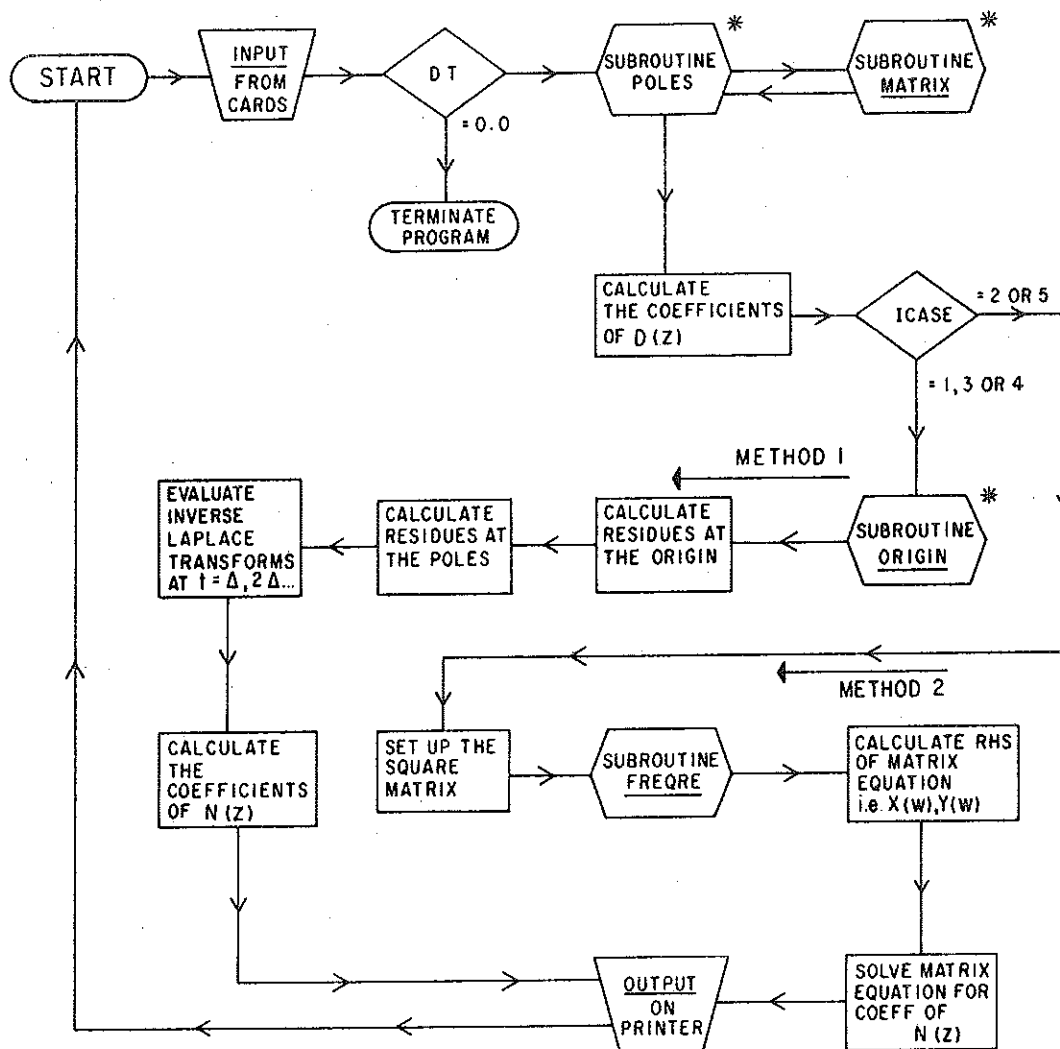 START
INPUT
FROM
CARDS
DT
= 0.0
TERMINATE
PROGRAM
SUBROUTINE
POLES
*
SUBROUTINE
MATRIX
*
CALCULATE
THE COEFFICIENTS
OF D(Z)
ICASE
= 2 OR 5
= 1, 3 OR 4
METHOD 1
SUBROUTINE
ORIGIN
*
CALCULATE
RESIDUES AT
THE ORIGIN
CALCULATE
RESIDUES AT
THE POLES
EVALUATE
INVERSE
LAPLACE
TRANSFORMS
AT t = Δ, 2Δ...
METHOD 2
CALCULATE
THE
COEFFICIENTS
OF N(Z)
SET UP THE
SQUARE
MATRIX
SUBROUTINE
FREQRE
CALCULATE RHS
OF MATRIX
EQUATION
i.e. X(w), Y(w)
SOLVE MATRIX
EQUATION FOR
COEFF OF
N(Z)
OUTPUT
ON
PRINTER